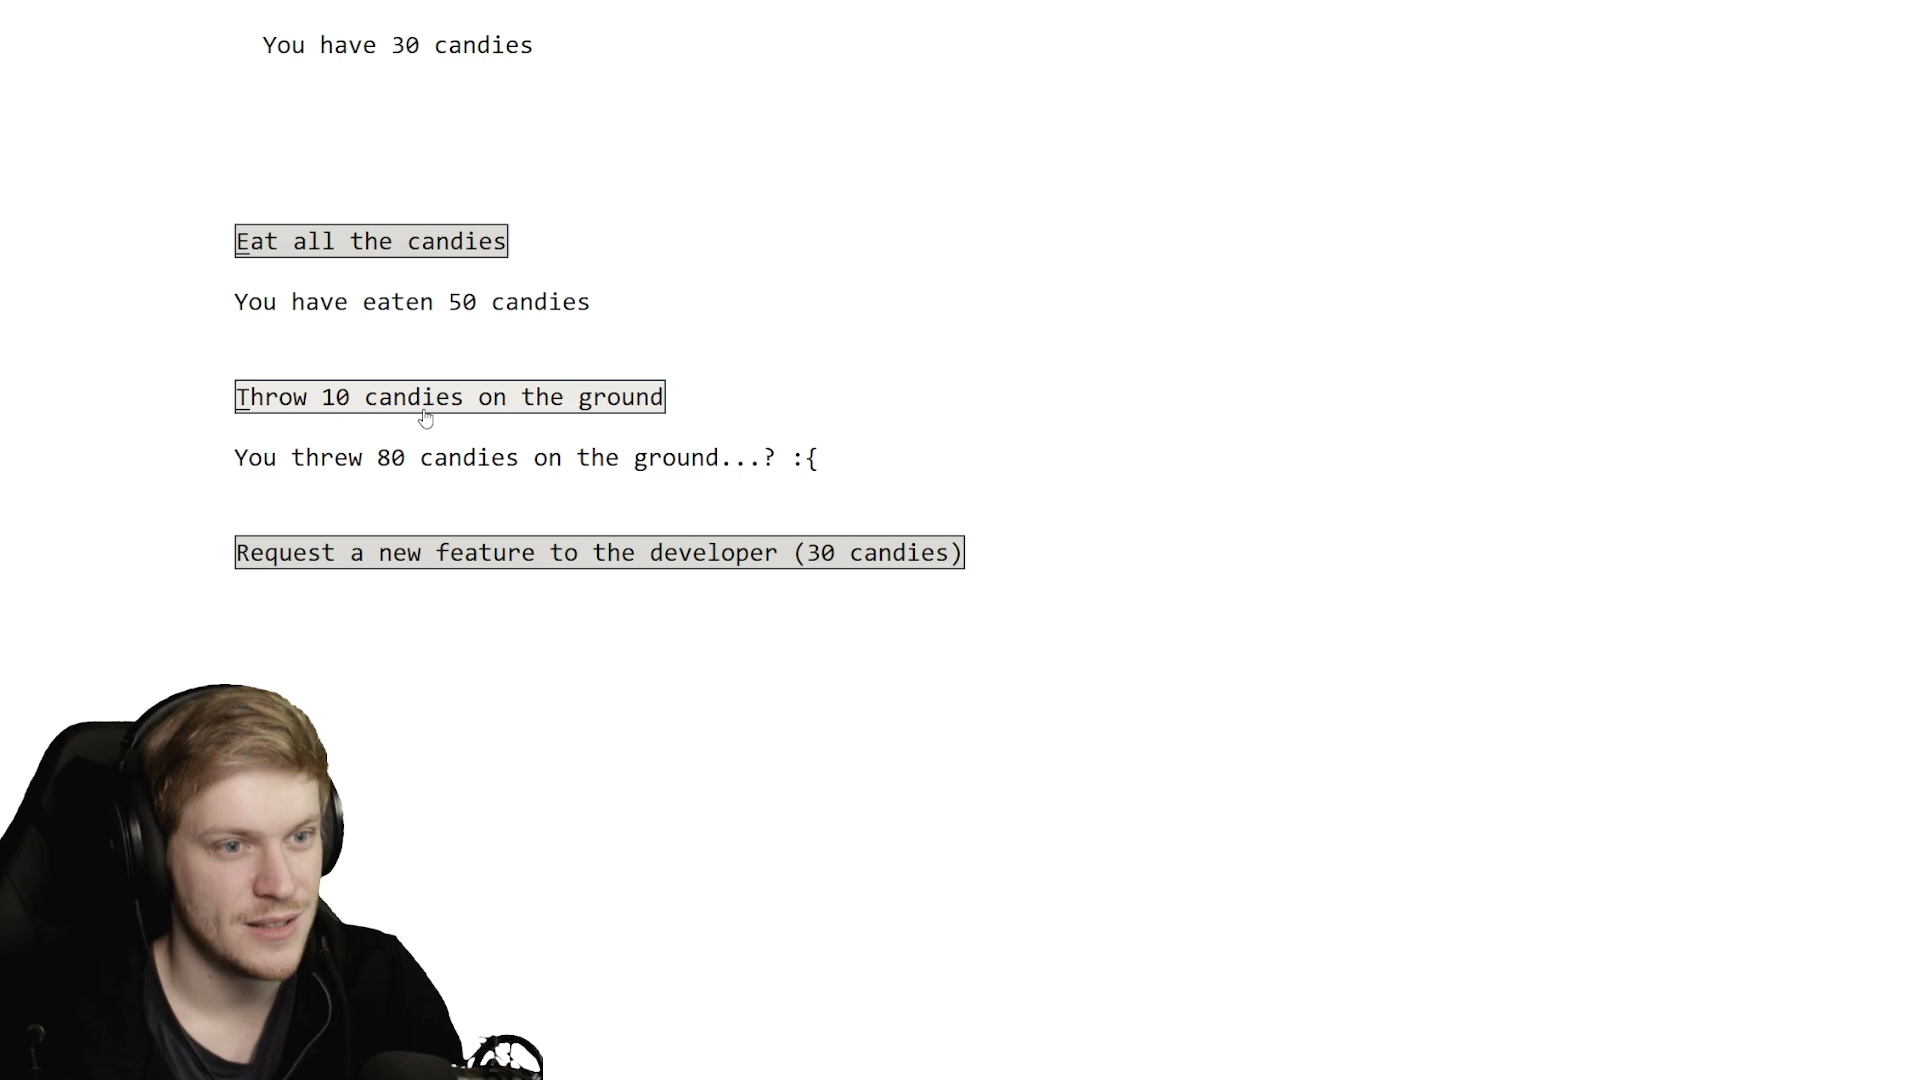 You have 30 candies
Eat all the candies
You have eaten 50 candies
Throw 10 candies on the ground
You threw 80 candies on the ground...? :{
Request a new feature to the developer (30 candies)